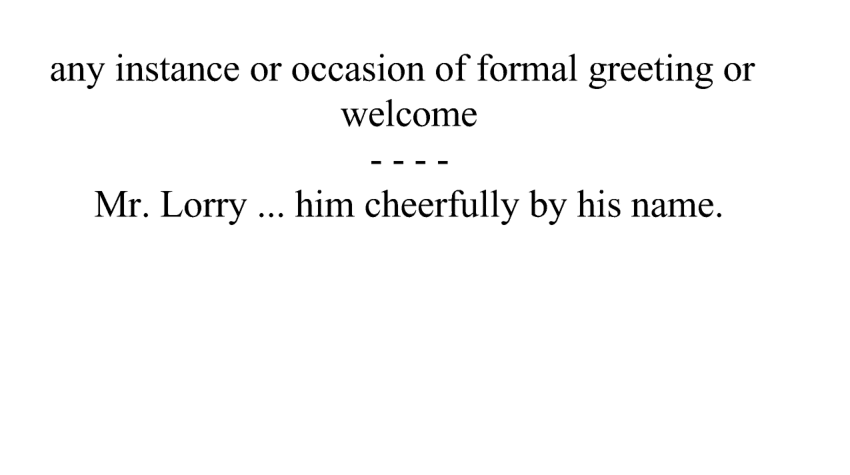 any instance or occasion of formal greeting or
welcome
- - - -
Mr. Lorry ... him cheerfully by his name.